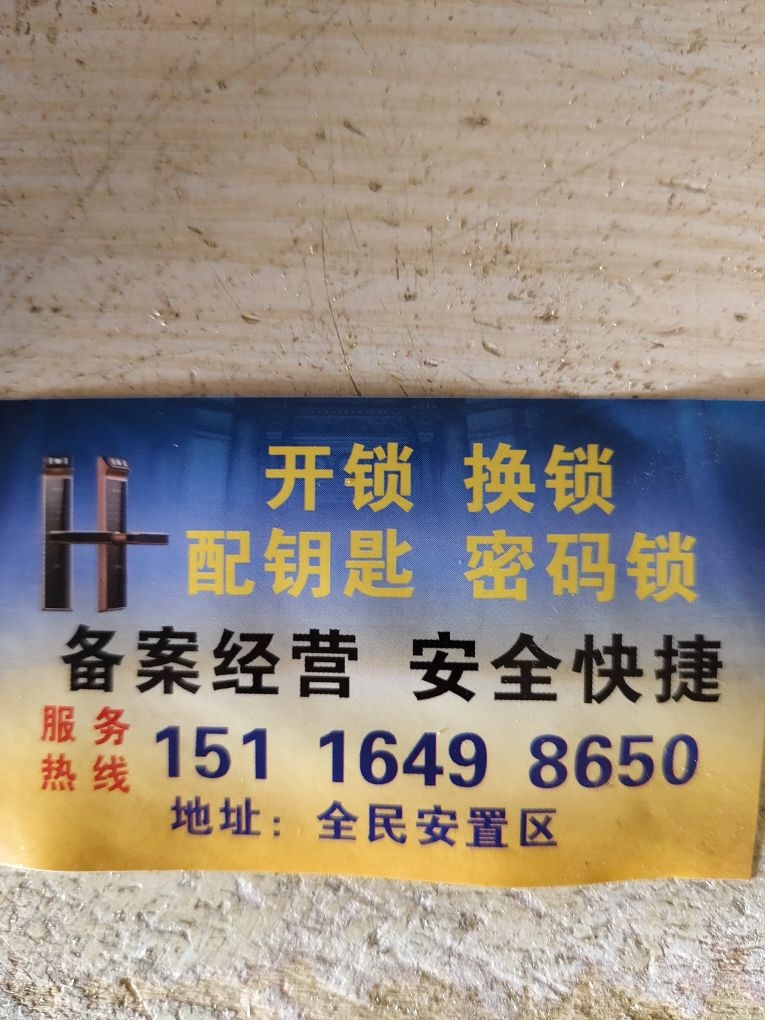 开锁 换锁
配钥匙 密码锁
备案经营 安全快捷
服务热线 151 1649 8650
地址：全民安置区